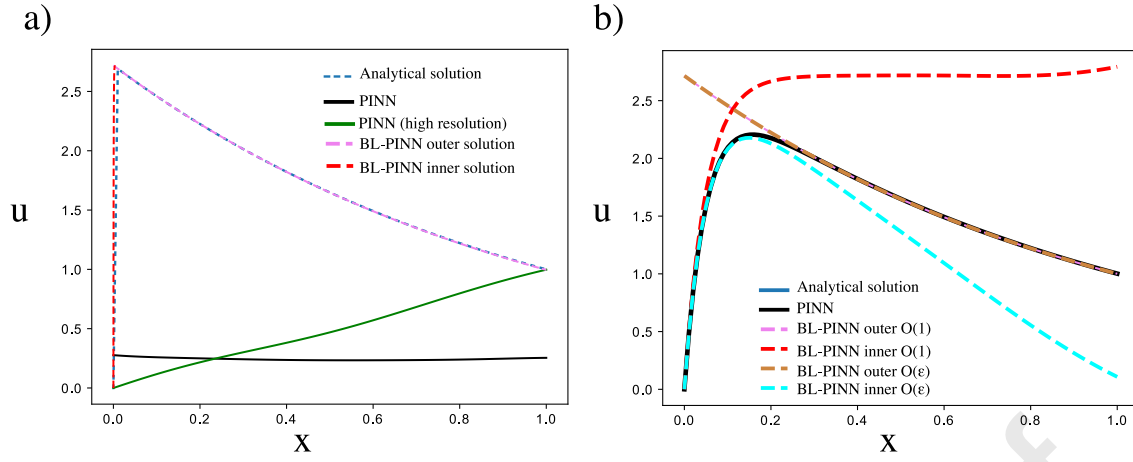 a)
Analytical solution
PINN
PINN (high resolution)
BL-PINN outer solution
BL-PINN inner solution
2.5
2.0
1.5
1.0
0.5
0.0
u
0.0 0.2 0.4 0.6 0.8 1.0
x
b)
2.5
2.0
1.5
1.0
0.5
0.0
u
Analytical solution
PINN
BL-PINN outer O(1)
BL-PINN inner O(1)
BL-PINN outer O(ε)
BL-PINN inner O(ε)
0.0 0.2 0.4 0.6 0.8 1.0
x
f